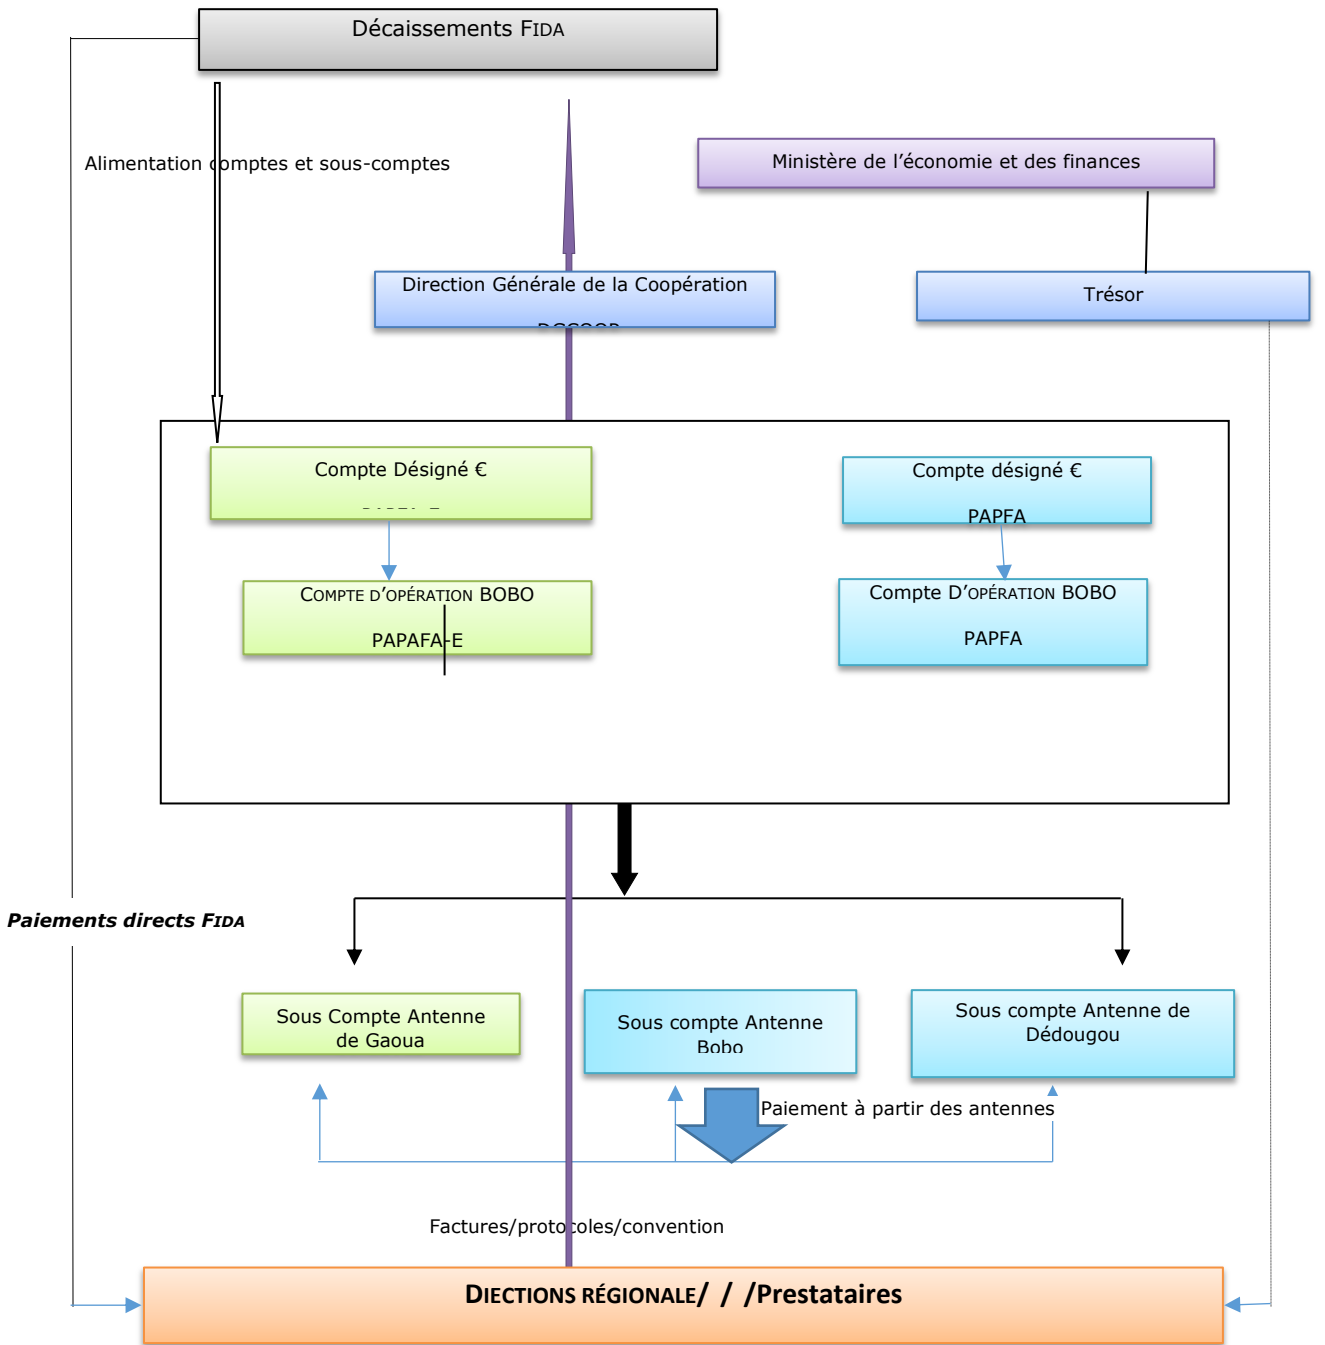 Décaissements FIDA
Alimentation comptes et sous-comptes
Ministère de l’économie et des finances
Direction Générale de la Coopération
Trésor
Compte Désigné €
Compte désigné €
PAPFA
COMPTE D’OPÉRATION BOBO
PAPAFA-E
Compte D’OPÉRATION BOBO
PAPFA
Paiements directs FIDA
Sous Compte Antenne
de Gaoua
Sous compte Antenne
Bobo
Sous compte Antenne de
Dédougou
Paiement à partir des antennes
Factures/protocoles/convention
DIECTIONS RÉGIONALE/ / /Prestataires